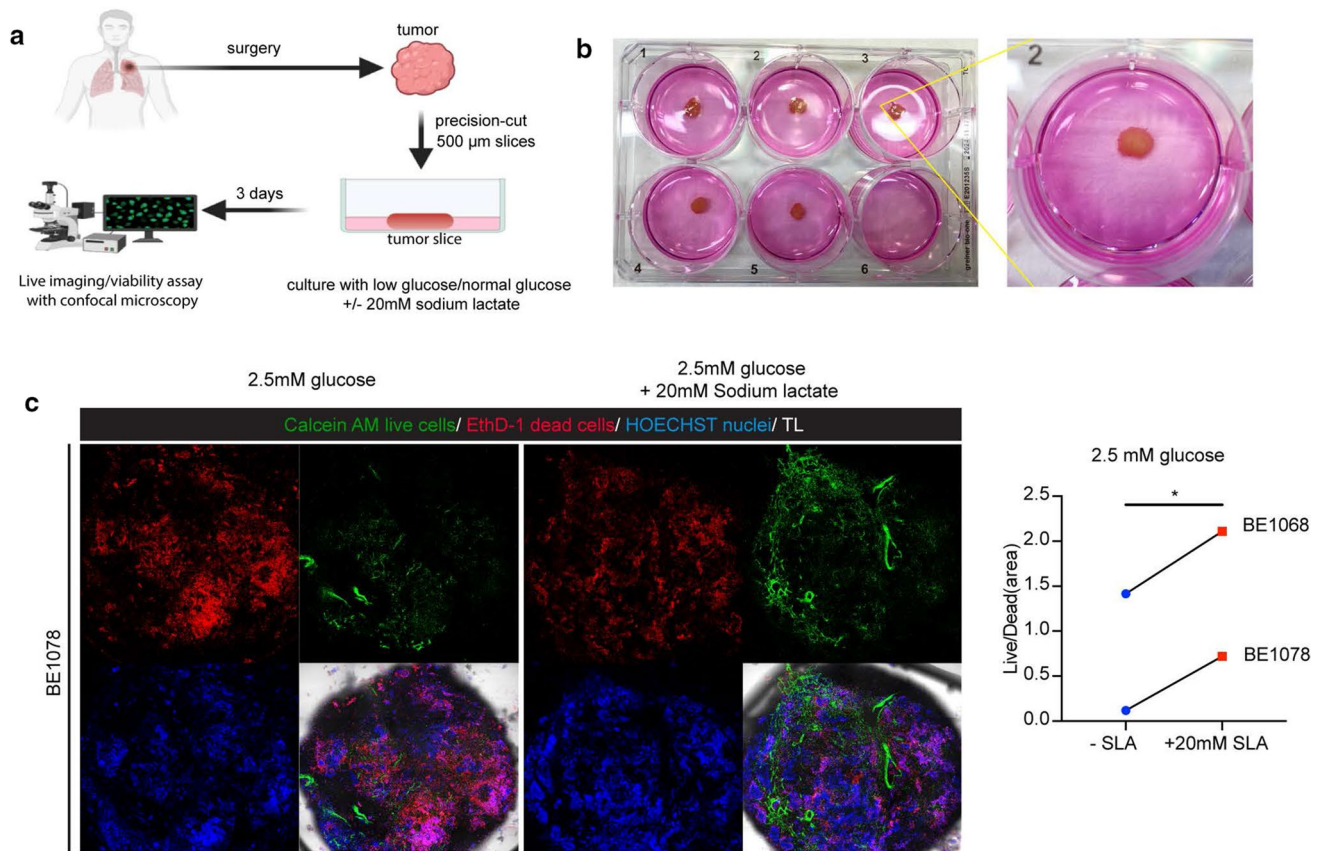 a
surgery
tumor
precision-cut
500 µm slices
3 days
tumor slice
Live imaging/viability assay
with confocal microscopy
culture with low glucose/normal glucose
+/- 20mM sodium lactate
b
1
2
3
4
5
6
greiner bio-one
2
2.5mM glucose
2.5mM glucose
+ 20mM Sodium lactate
c
Calcein AM live cells/ EthD-1 dead cells/ HOECHST nuclei/ TL
BE1078
2.5 mM glucose
*
Live/Dead(area)
2.5
2.0
1.5
1.0
0.5
0.0
BE1068
BE1078
- SLA
+20mM SLA